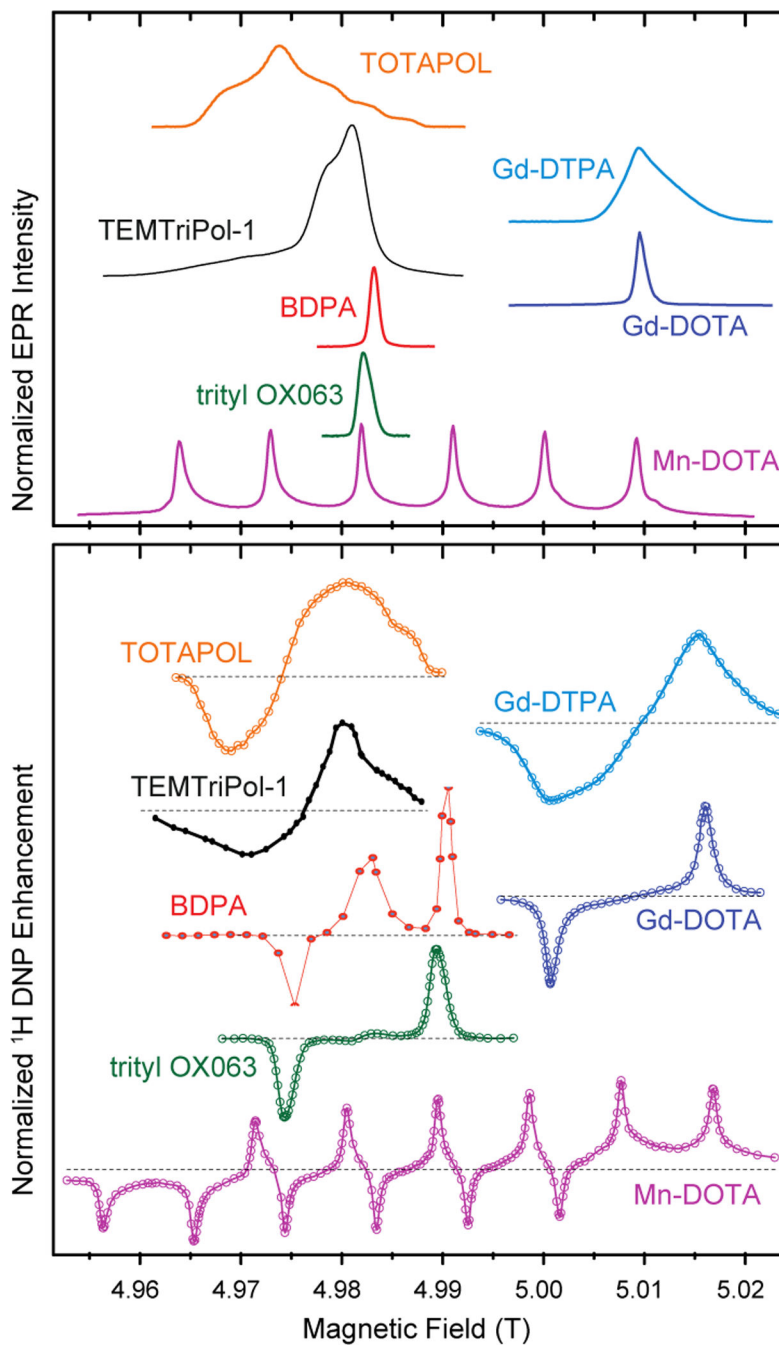 Normalized EPR Intensity
TOTAPOL
Gd-DTPA
TEMTriPol-1
BDPA
Gd-DOTA
trityl OX063
Mn-DOTA
Normalized ¹H DNP Enhancement
TOTAPOL
Gd-DTPA
TEMTriPol-1
BDPA
Gd-DOTA
trityl OX063
Mn-DOTA
4.96 4.97 4.98 4.99 5.00 5.01 5.02
Magnetic Field (T)